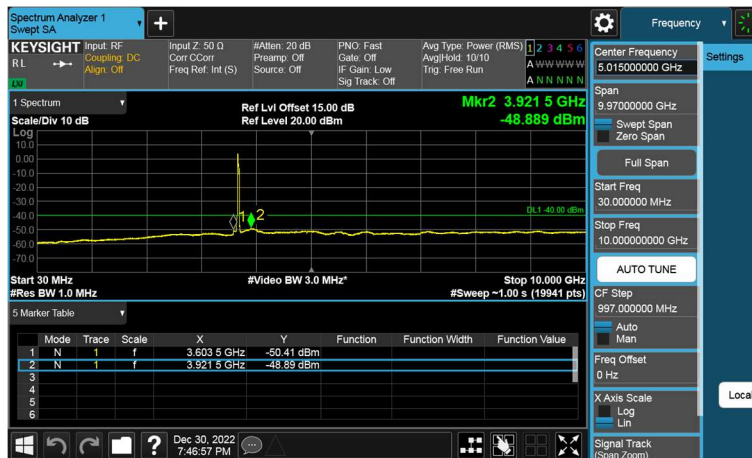 Spectrum Analyzer 1
Swept SA
Frequency
KEYSIGHT
RL
LXI
Input: RF
Coupling: DC
Align: Off
Input Z: 50 Ω
Corr CCorr
Freq Ref: Int (S)
#Atten: 20 dB
Preamp: Off
Source: Off
PNO: Fast
Gate: Off
IF Gain: Low
Sig Track: Off
Avg Type: Power (RMS)
Avg|Hold: 10/10
Trig: Free Run
1 2 3 4 5 6
A W W W W W
A N N N N N
1 Spectrum
Scale/Div 10 dB
Ref Lvl Offset 15.00 dB
Ref Level 20.00 dBm
Mkr2 3.921 5 GHz
-48.889 dBm
Log
10.0
0.00
-10.0
-20.0
-30.0
-40.0
-50.0
-60.0
-70.0
DL1 -40.00 dBm
1
2
Start 30 MHz
#Res BW 1.0 MHz
#Video BW 3.0 MHz*
Stop 10.000 GHz
#Sweep ~1.00 s (19941 pts)
5 Marker Table
Mode Trace Scale X Y Function Function Width Function Value
1 N 1 f 3.603 5 GHz -50.41 dBm
2 N 1 f 3.921 5 GHz -48.89 dBm
3
4
5
6
Dec 30, 2022
7:46:57 PM
Center Frequency
5.015000000 GHz
Settings
Span
9.97000000 GHz
Swept Span
Zero Span
Full Span
Start Freq
30.000000 MHz
Stop Freq
10.000000000 GHz
AUTO TUNE
CF Step
997.000000 MHz
Auto
Man
Freq Offset
0 Hz
X Axis Scale
Log
Lin
Local
Signal Track
(Span Zoom)